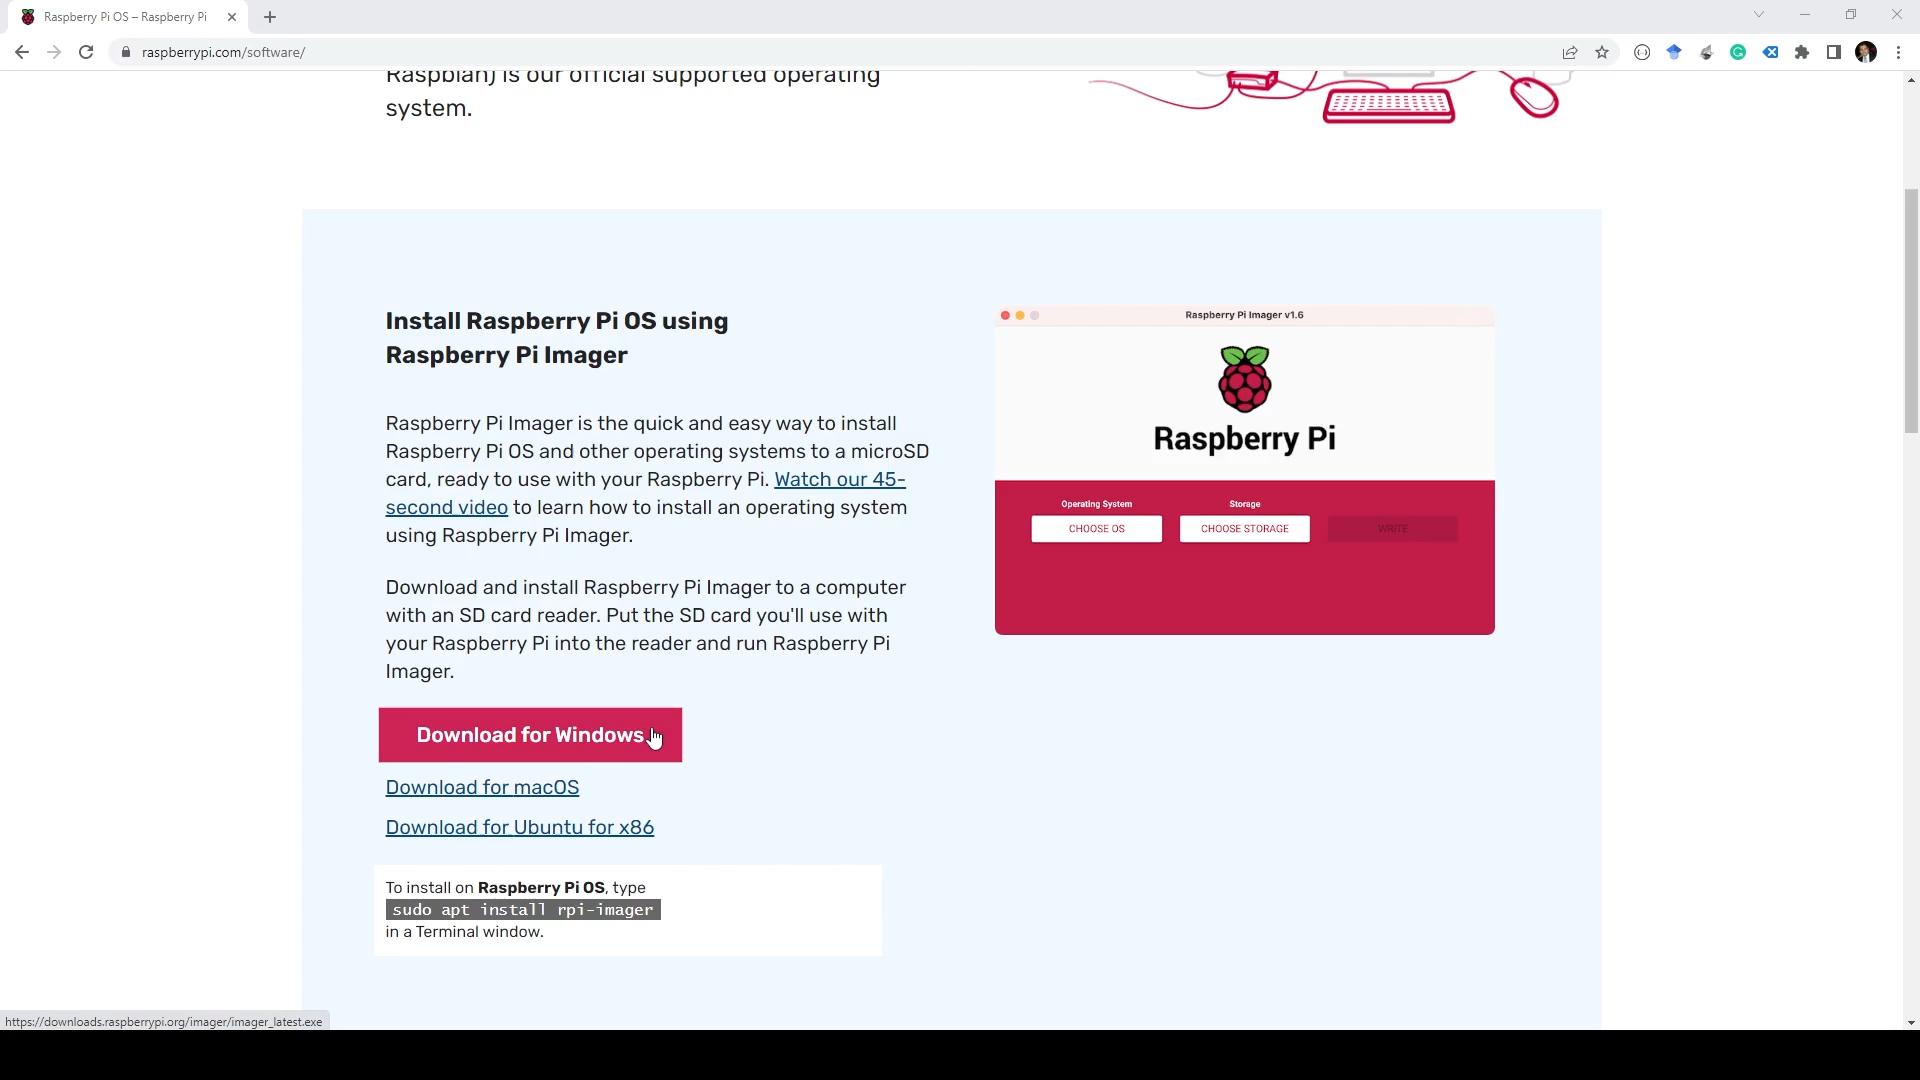 Raspberry Pi OS – Raspberry Pi
raspberrypi.com/software/
Raspbian) is our official supported operating
system.
Install Raspberry Pi OS using
Raspberry Pi Imager
Raspberry Pi Imager is the quick and easy way to install
Raspberry Pi OS and other operating systems to a microSD
card, ready to use with your Raspberry Pi. Watch our 45-
second video to learn how to install an operating system
using Raspberry Pi Imager.
Download and install Raspberry Pi Imager to a computer
with an SD card reader. Put the SD card you'll use with
your Raspberry Pi into the reader and run Raspberry Pi
Imager.
Download for Windows
Download for macOS
Download for Ubuntu for x86
To install on Raspberry Pi OS, type
sudo apt install rpi-imager
in a Terminal window.
Raspberry Pi Imager v1.6
Raspberry Pi
Operating System Storage
CHOOSE OS CHOOSE STORAGE WRITE
https://downloads.raspberrypi.org/imager/imager_latest.exe